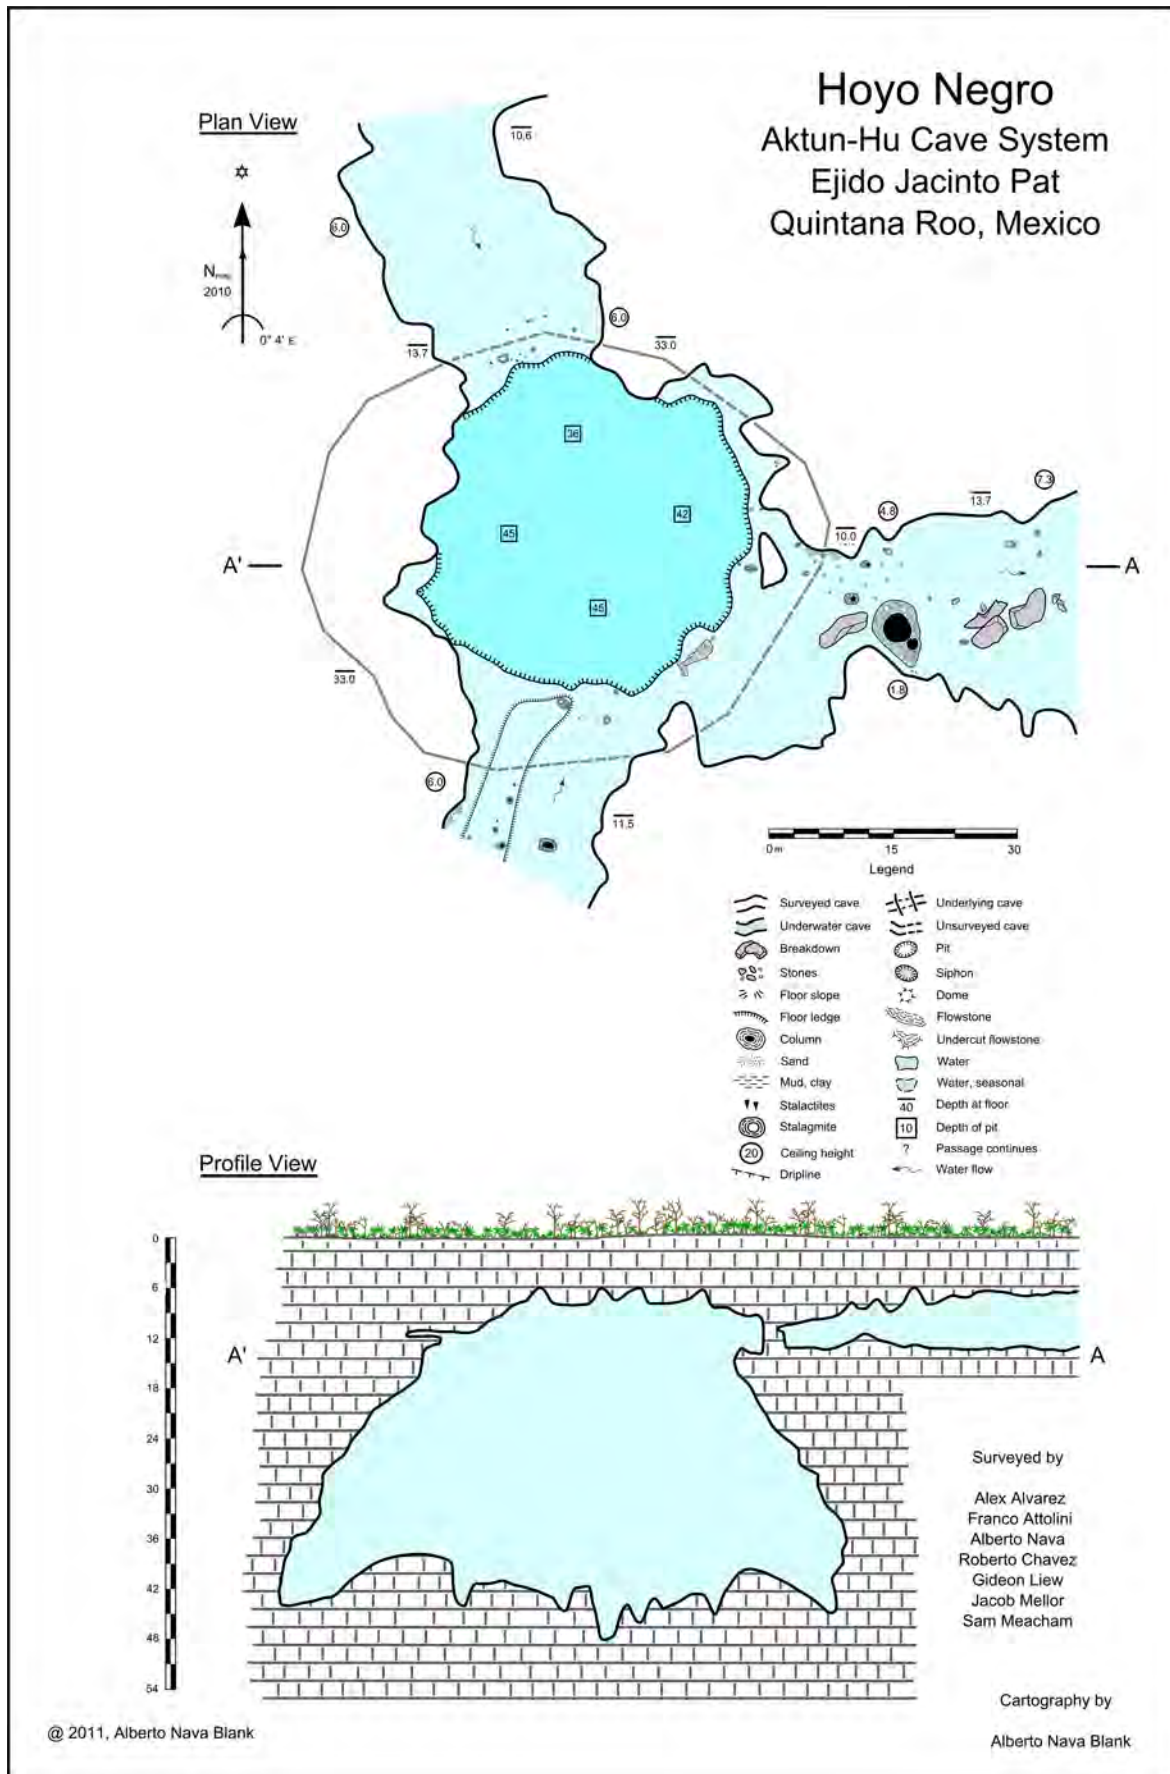 Hoyo Negro
Aktun-Hu Cave System
Ejido Jacinto Pat
Quintana Roo, Mexico
Plan View
N
2010
0° 4' E
10.6
6.0
6.0
13.7
33.0
36
42
45
45
7.3
13.7
4.8
10.0
A'
A
33.0
1.8
6.0
11.5
0m 15 30
Legend
Surveyed cave
Underwater cave
Breakdown
Stones
Floor slope
Floor ledge
Column
Sand
Mud, clay
Stalactites
Stalagmite
20 Ceiling height
Dripline
Underlying cave
Unsurveyed cave
Pit
Siphon
Dome
Flowstone
Undercut flowstone
Water
Water, seasonal
40 Depth at floor
10 Depth of pit
? Passage continues
Water flow
Profile View
0
6
12
18
24
30
36
42
48
54
A'
A
Surveyed by
Alex Alvarez
Franco Attolini
Alberto Nava
Roberto Chavez
Gideon Liew
Jacob Mellor
Sam Meacham
Cartography by
Alberto Nava Blank
@ 2011, Alberto Nava Blank